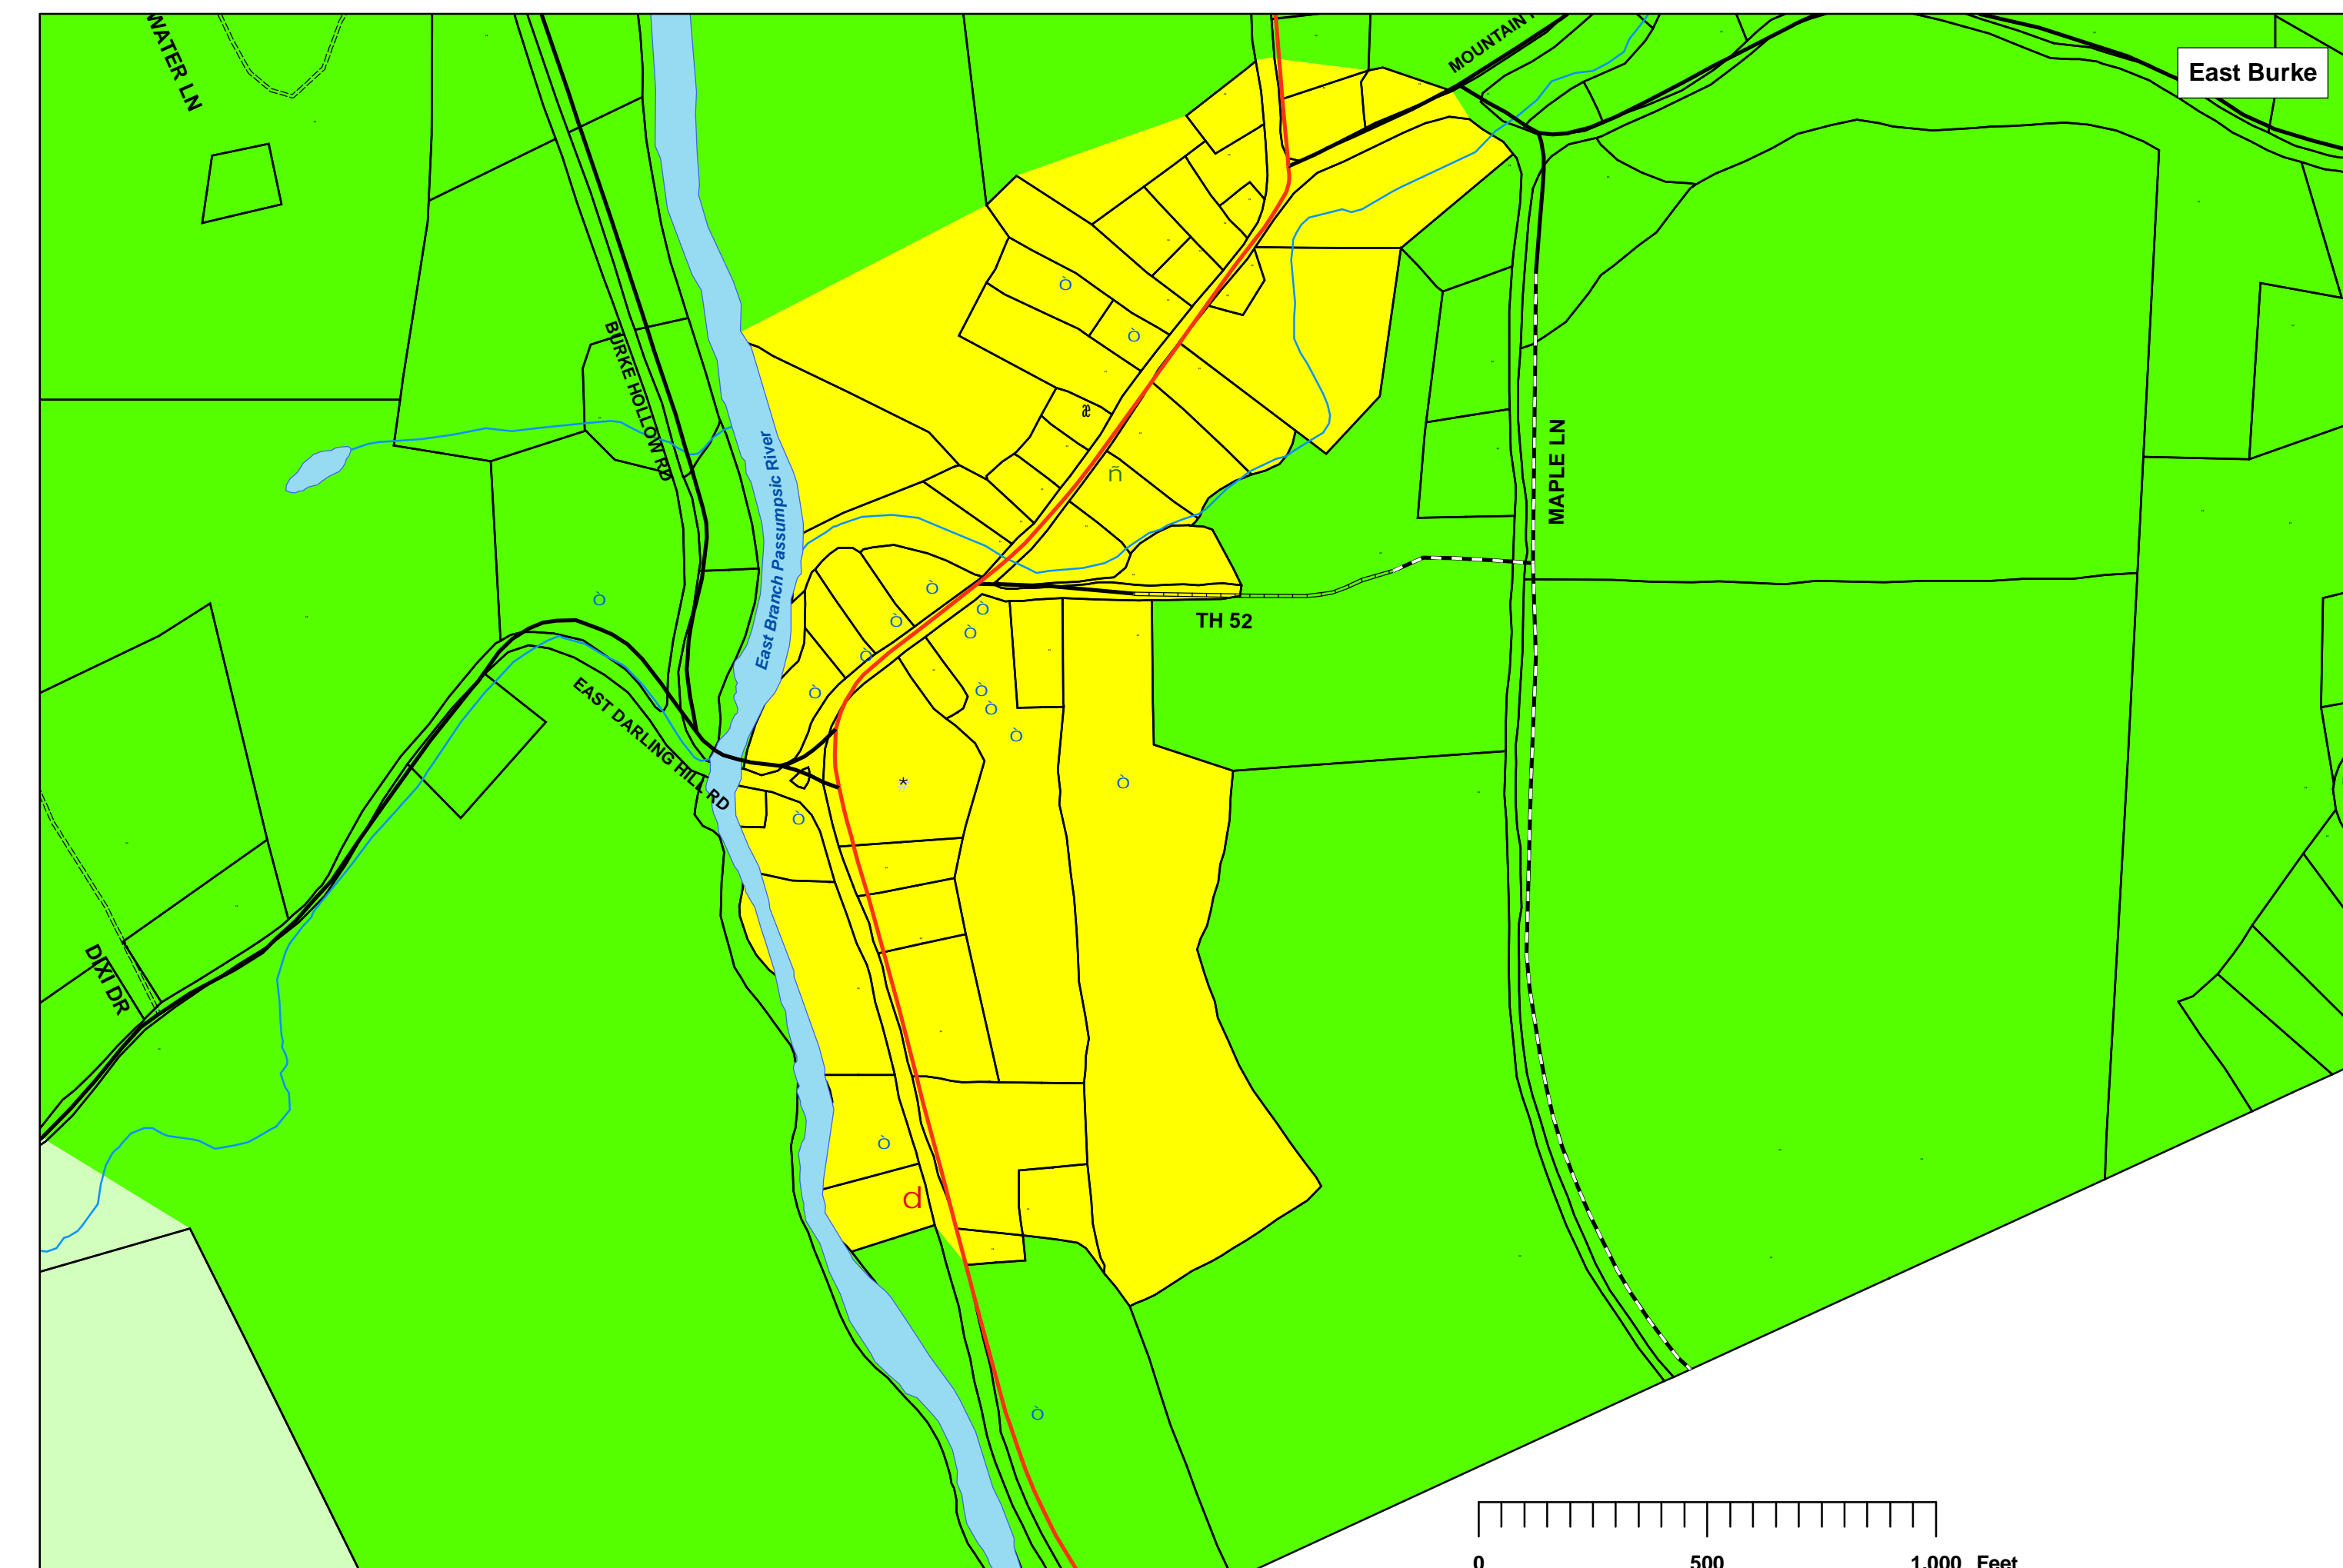 WATER LN
MOUNTAIN
East Burke
BURKE HOLLOW RD
East Branch Passumpsic River
MAPLE LN
TH 52
EAST DARLING HILL RD
DIXI DR
Ò
Ò
æ
ñ
Ò
Ò
Ò
Ò
Ò
Ò
Ò
Ò
Ò
Ò
Ò
*
Ò
Ò
d
Ò
0 500 1,000 Feet